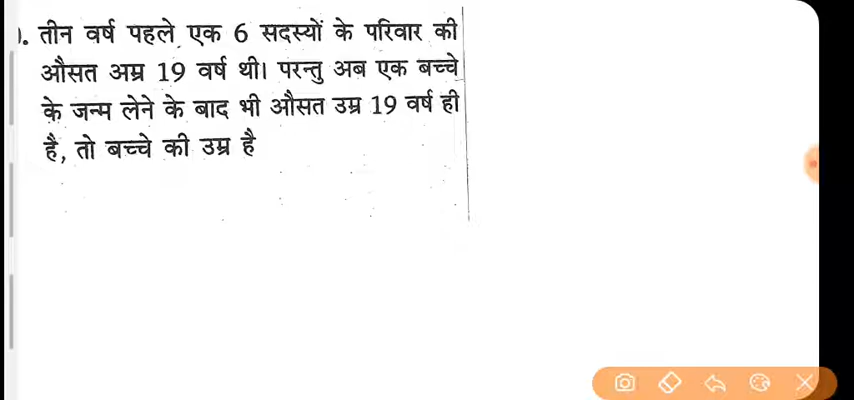 ). तीन वर्ष पहले एक 6 सदस्यों के परिवार की
औसत अम्र 19 वर्ष थी। परन्तु अब एक बच्चे
के जन्म लेने के बाद भी औसत उम्र 19 वर्ष ही
है, तो बच्चे की उम्र है